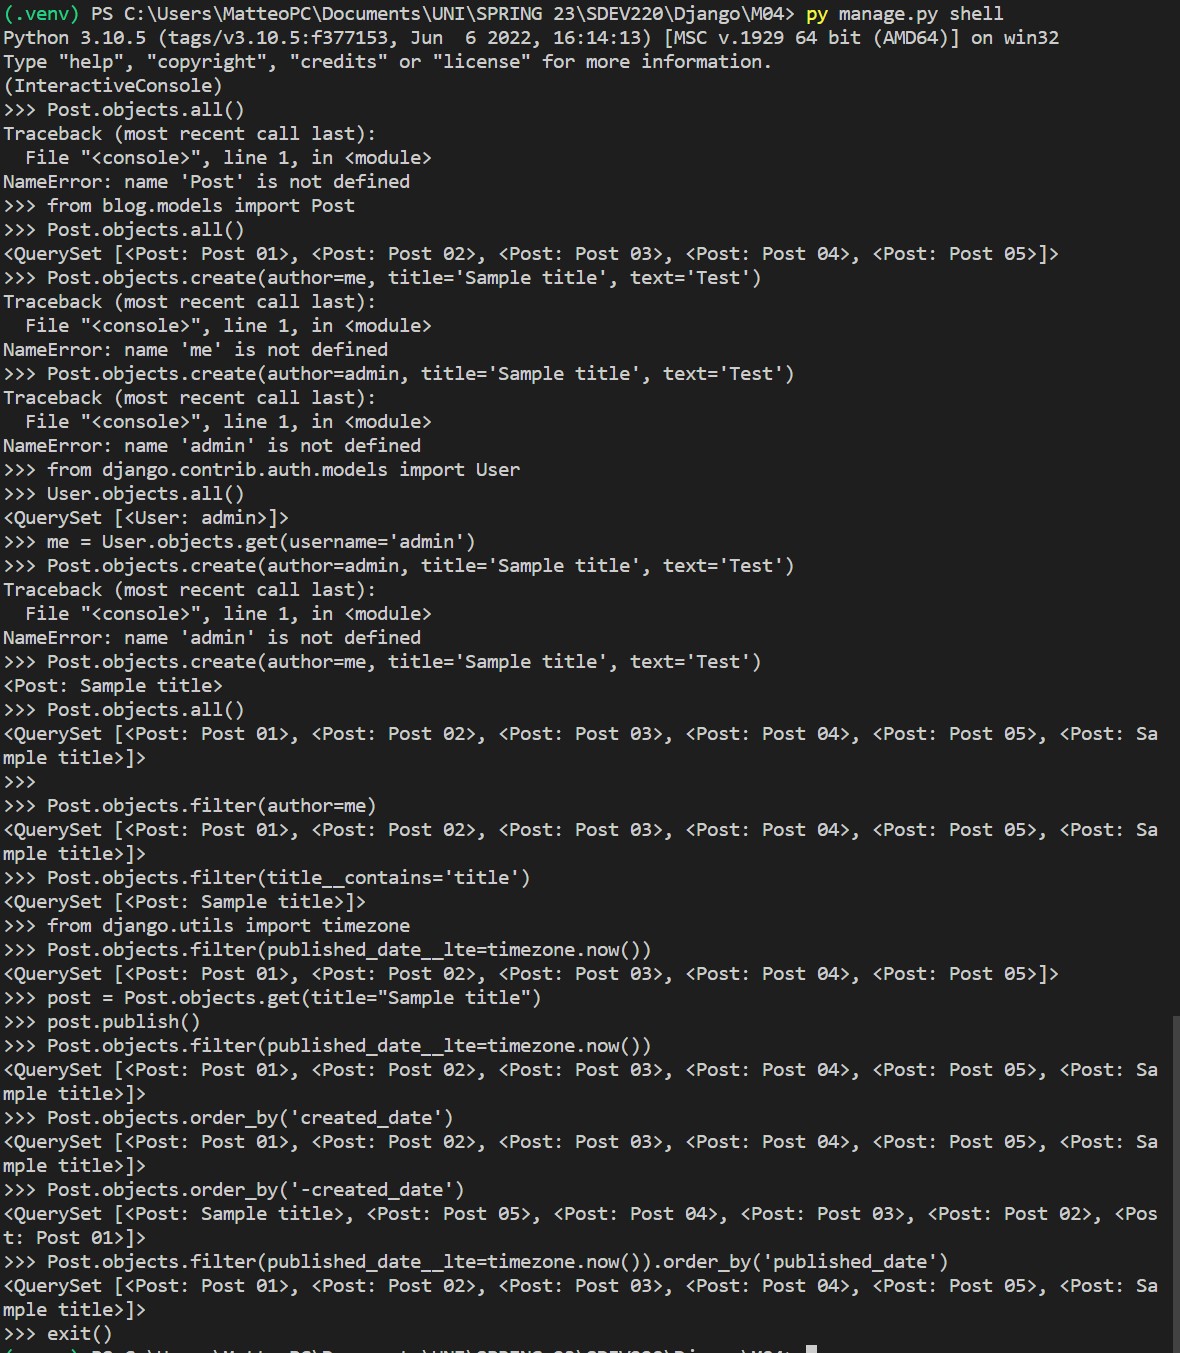 (.venv) PS C:\Users\MatteoPC\Documents\UNI\SPRING 23\SDEV220\Django\M04> py manage.py shell
Python 3.10.5 (tags/v3.10.5:f377153, Jun  6 2022, 16:14:13) [MSC v.1929 64 bit (AMD64)] on win32
Type "help", "copyright", "credits" or "license" for more information.
(InteractiveConsole)
>>> Post.objects.all()
Traceback (most recent call last):
  File "<console>", line 1, in <module>
NameError: name 'Post' is not defined
>>> from blog.models import Post
>>> Post.objects.all()
<QuerySet [<Post: Post 01>, <Post: Post 02>, <Post: Post 03>, <Post: Post 04>, <Post: Post 05>]>
>>> Post.objects.create(author=me, title='Sample title', text='Test')
Traceback (most recent call last):
  File "<console>", line 1, in <module>
NameError: name 'me' is not defined
>>> Post.objects.create(author=admin, title='Sample title', text='Test')
Traceback (most recent call last):
  File "<console>", line 1, in <module>
NameError: name 'admin' is not defined
>>> from django.contrib.auth.models import User
>>> User.objects.all()
<QuerySet [<User: admin>]>
>>> me = User.objects.get(username='admin')
>>> Post.objects.create(author=admin, title='Sample title', text='Test')
Traceback (most recent call last):
  File "<console>", line 1, in <module>
NameError: name 'admin' is not defined
>>> Post.objects.create(author=me, title='Sample title', text='Test')
<Post: Sample title>
>>> Post.objects.all()
<QuerySet [<Post: Post 01>, <Post: Post 02>, <Post: Post 03>, <Post: Post 04>, <Post: Post 05>, <Post: Sa
mple title>]>
>>>
>>> Post.objects.filter(author=me)
<QuerySet [<Post: Post 01>, <Post: Post 02>, <Post: Post 03>, <Post: Post 04>, <Post: Post 05>, <Post: Sa
mple title>]>
>>> Post.objects.filter(title__contains='title')
<QuerySet [<Post: Sample title>]>
>>> from django.utils import timezone
>>> Post.objects.filter(published_date__lte=timezone.now())
<QuerySet [<Post: Post 01>, <Post: Post 02>, <Post: Post 03>, <Post: Post 04>, <Post: Post 05>]>
>>> post = Post.objects.get(title="Sample title")
>>> post.publish()
>>> Post.objects.filter(published_date__lte=timezone.now())
<QuerySet [<Post: Post 01>, <Post: Post 02>, <Post: Post 03>, <Post: Post 04>, <Post: Post 05>, <Post: Sa
mple title>]>
>>> Post.objects.order_by('created_date')
<QuerySet [<Post: Post 01>, <Post: Post 02>, <Post: Post 03>, <Post: Post 04>, <Post: Post 05>, <Post: Sa
mple title>]>
>>> Post.objects.order_by('-created_date')
<QuerySet [<Post: Sample title>, <Post: Post 05>, <Post: Post 04>, <Post: Post 03>, <Post: Post 02>, <Pos
t: Post 01>]>
>>> Post.objects.filter(published_date__lte=timezone.now()).order_by('published_date')
<QuerySet [<Post: Post 01>, <Post: Post 02>, <Post: Post 03>, <Post: Post 04>, <Post: Post 05>, <Post: Sa
mple title>]>
>>> exit()